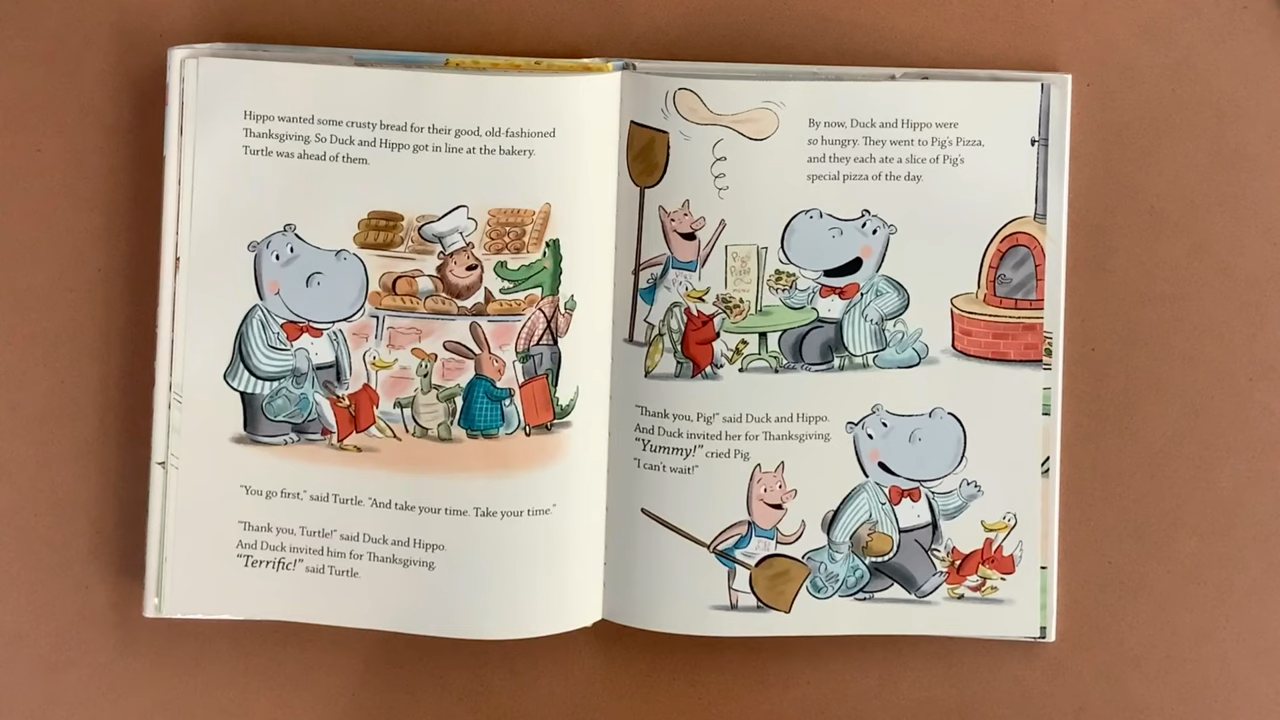 Hippo wanted some crusty bread for their good, old-fashioned
Thanksgiving. So Duck and Hippo got in line at the bakery.
Turtle was ahead of them.
"You go first," said Turtle. "And take your time. Take your time."
"Thank you, Turtle!" said Duck and Hippo.
And Duck invited him for Thanksgiving.
"Terrific!" said Turtle.
By now, Duck and Hippo were
so hungry. They went to Pig's Pizza,
and they each ate a slice of Pig's
special pizza of the day.
Pig's
Pizza
MENU
"Thank you, Pig!" said Duck and Hippo.
And Duck invited her for Thanksgiving.
"Yummy!" cried Pig.
"I can't wait!"